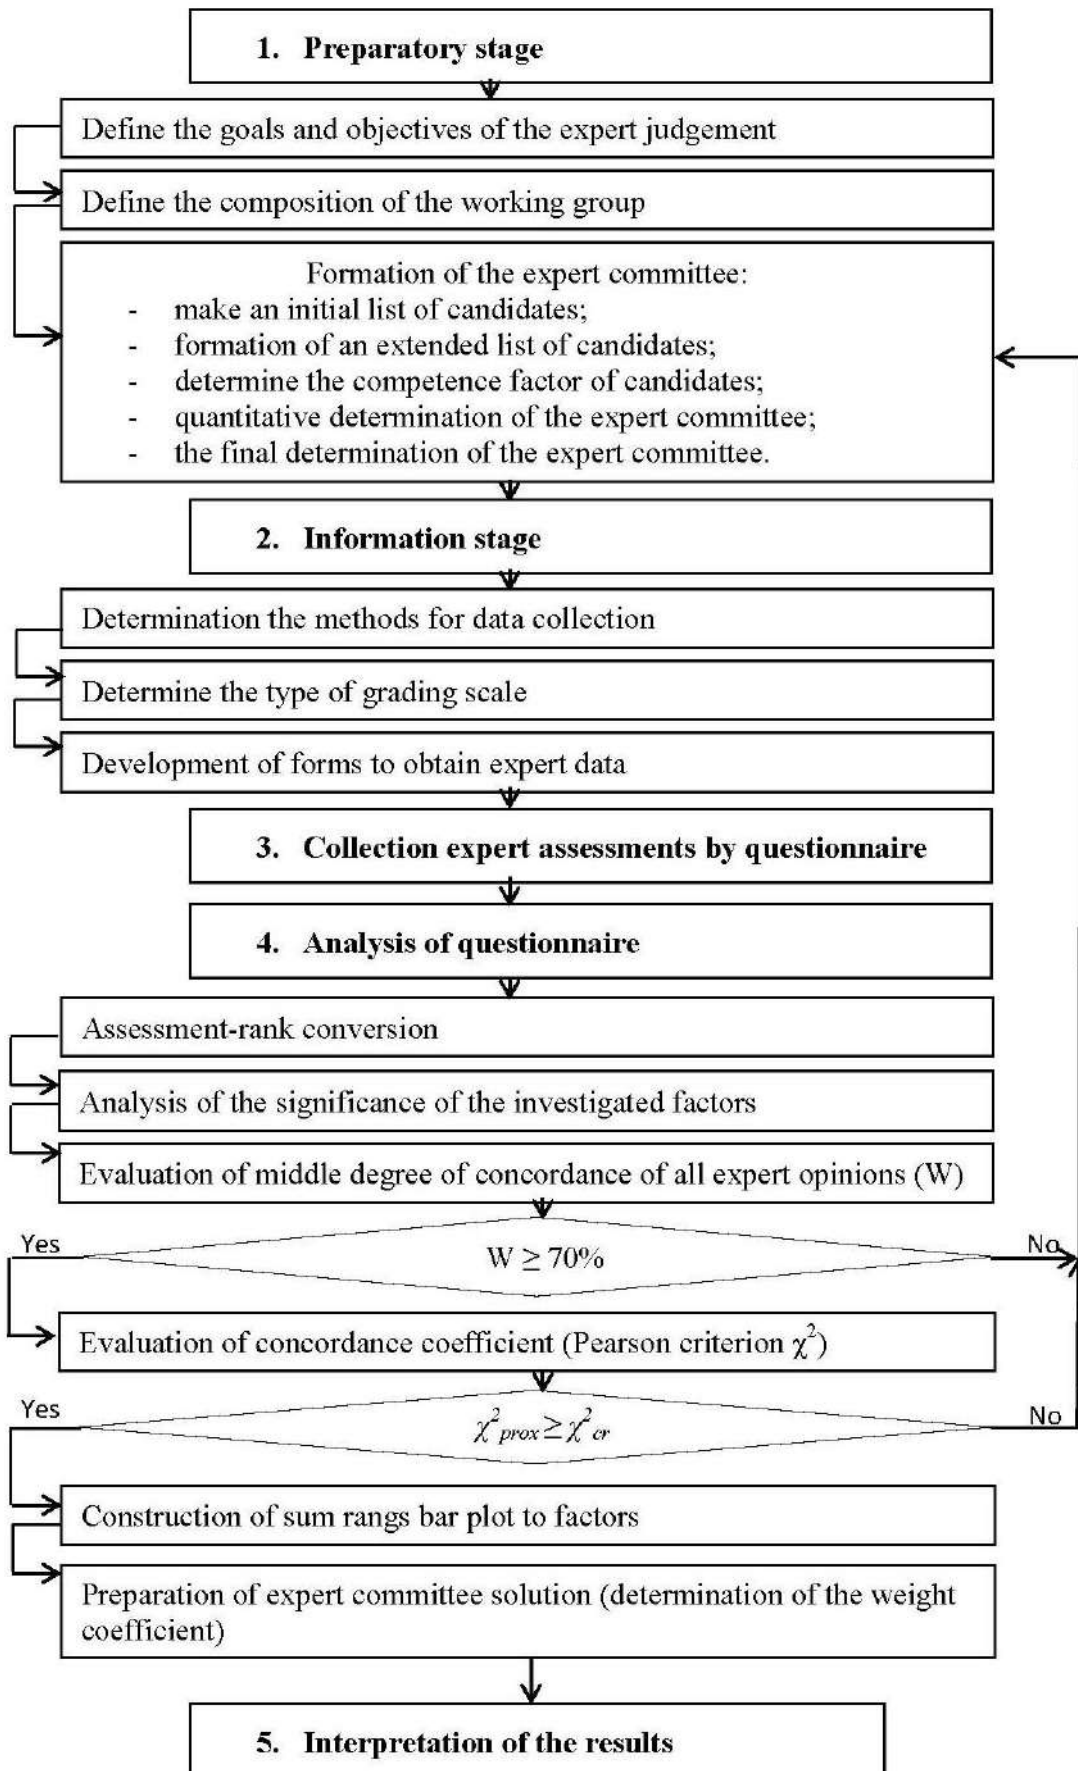 1. Preparatory stage
Define the goals and objectives of the expert judgement
Define the composition of the working group
Formation of the expert committee:
- make an initial list of candidates;
- formation of an extended list of candidates;
- determine the competence factor of candidates;
- quantitative determination of the expert committee;
- the final determination of the expert committee.
2. Information stage
Determination the methods for data collection
Determine the type of grading scale
Development of forms to obtain expert data
3. Collection expert assessments by questionnaire
4. Analysis of questionnaire
Assessment-rank conversion
Analysis of the significance of the investigated factors
Evaluation of middle degree of concordance of all expert opinions (W)
Yes
W ≥ 70%
No
Evaluation of concordance coefficient (Pearson criterion χ²)
Yes
χ²prox ≥ χ²cr
No
Construction of sum rangs bar plot to factors
Preparation of expert committee solution (determination of the weight
coefficient)
5. Interpretation of the results